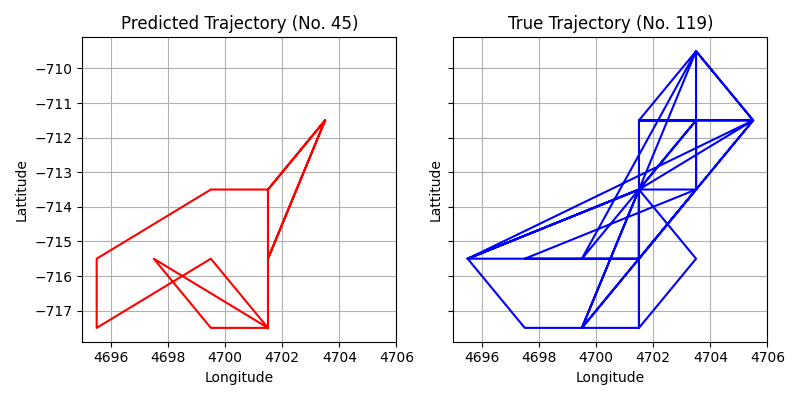 Predicted Trajectory (No. 45)
True Trajectory (No. 119)
−710
−711
−712
−713
−714
−715
−716
−717
Lattitude
Lattitude
4696 4698 4700 4702 4704 4706
4696 4698 4700 4702 4704 4706
Longitude
Longitude